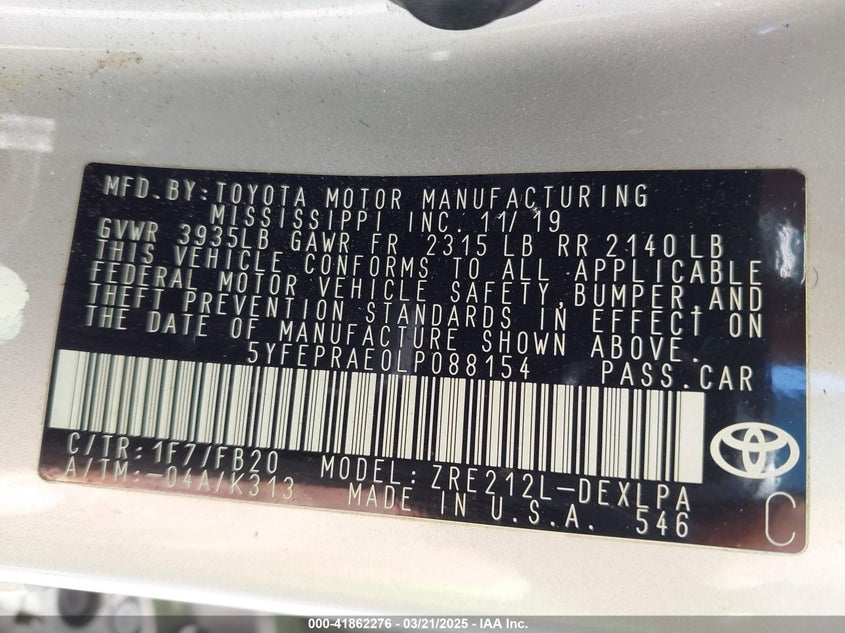 MFD.BY:TOYOTA MOTOR MANUFACTURING
MISSISSIPPI INC. 11/19
GVWR 3935LB GAWR FR 2315LB RR 2140LB
THIS VEHICLE CONFORMS TO ALL APPLICABLE
FEDERAL MOTOR VEHICLE SAFETY,BUMPER,AND
THEFT PREVENTION STANDARDS IN EFFECT ON
THE DATE OF MANUFACTURE SHOWN ABOVE.
5YFEPRAE0LP088154 PASS.CAR
C/TR:1F7/FB20 MODEL:ZRE212L-DEXLPA
A/TM:-04A/K313 MADE IN U.S.A. 546
C
000-41862276 - 03/21/2025 - IAA Inc.